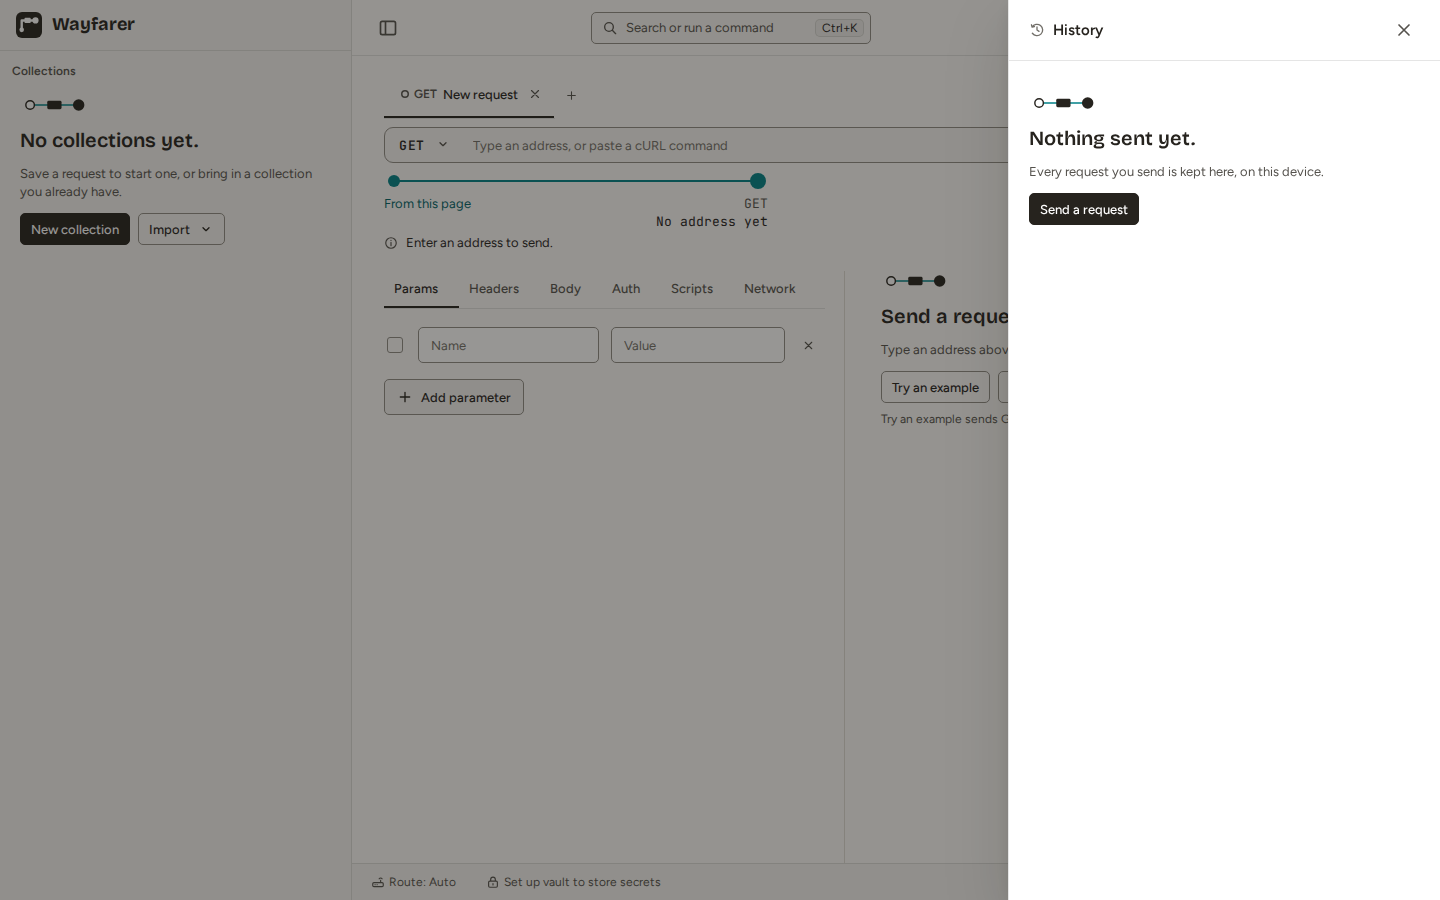 Wayfarer
Collections
No collections yet.
Save a request to start one, or bring in a collection
you already have.
New collection
Import
Search or run a command
Ctrl+K
GET New request
GET
Type an address, or paste a cURL command
From this page
GET
No address yet
Enter an address to send.
Params
Headers
Body
Auth
Scripts
Network
Name
Value
Add parameter
Send a reque
Type an address abov
Try an example
Try an example sends G
Route: Auto
Set up vault to store secrets
History
Nothing sent yet.
Every request you send is kept here, on this device.
Send a request